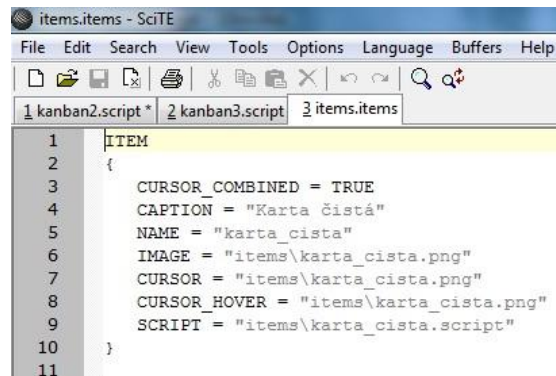 items.items - SciTE
File Edit Search View Tools Options Language Buffers Help
1 kanban2.script * 2 kanban3.script 3 items.items
1 ITEM
2 {
3 CURSOR_COMBINED = TRUE
4 CAPTION = "Karta čistá"
5 NAME = "karta_cista"
6 IMAGE = "items\karta_cista.png"
7 CURSOR = "items\karta_cista.png"
8 CURSOR_HOVER = "items\karta_cista.png"
9 SCRIPT = "items\karta_cista.script"
10 }
11